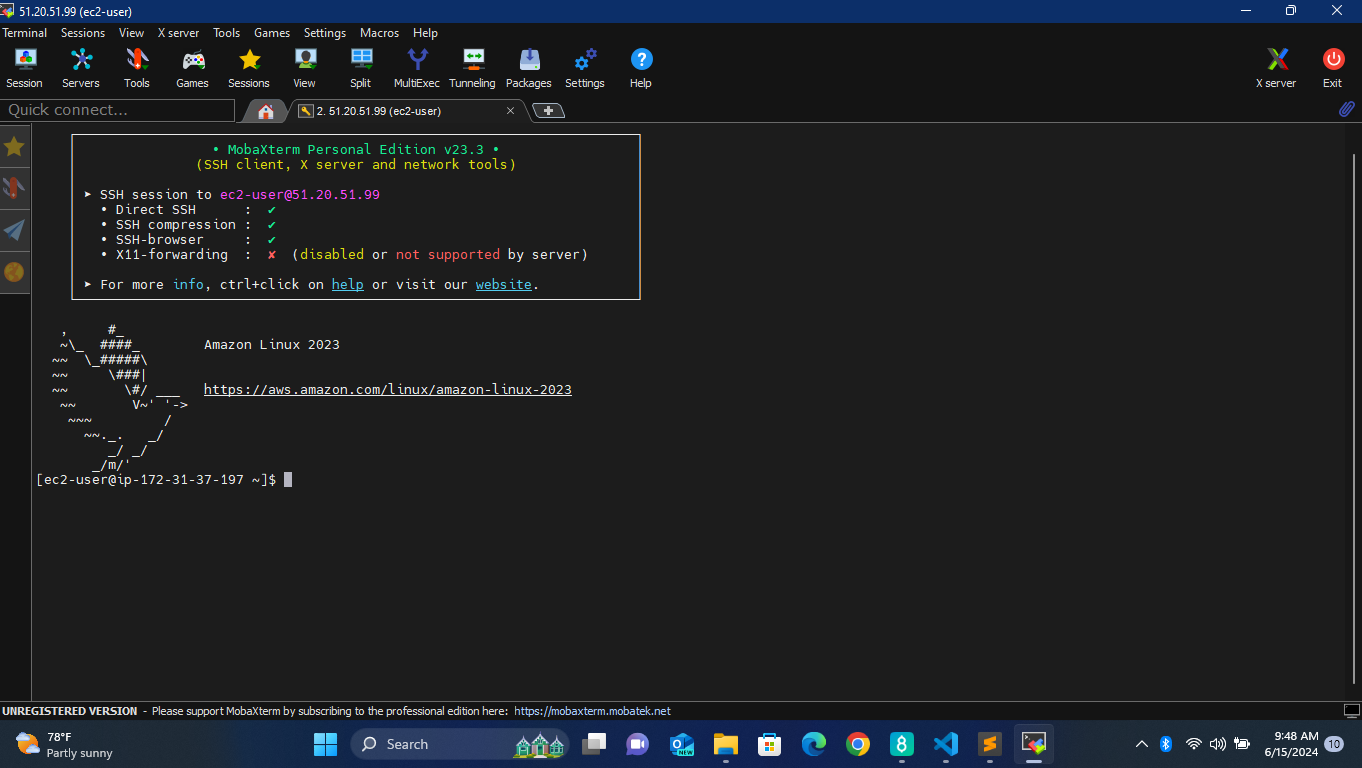 51.20.51.99 (ec2-user)
Terminal Sessions View X server Tools Games Settings Macros Help
Session Servers Tools Games Sessions View Split MultiExec Tunneling Packages Settings Help X server Exit
Quick connect... 2. 51.20.51.99 (ec2-user)
• MobaXterm Personal Edition v23.3 •
(SSH client, X server and network tools)
➤ SSH session to ec2-user@51.20.51.99
• Direct SSH : ✔
• SSH compression : ✔
• SSH-browser : ✔
• X11-forwarding : ✘ (disabled or not supported by server)
➤ For more info, ctrl+click on help or visit our website.
, #_
~\_ ####_ Amazon Linux 2023
~~ \_#####\
~~ \###|
~~ \#/ ___ https://aws.amazon.com/linux/amazon-linux-2023
~~ V~' '->
~~~ /
~~._. _/
_/ _/
_/m/'
[ec2-user@ip-172-31-37-197 ~]$
UNREGISTERED VERSION - Please support MobaXterm by subscribing to the professional edition here: https://mobaxterm.mobatek.net
78°F
Partly sunny
Search
NEW
8
9:48 AM
6/15/2024
10